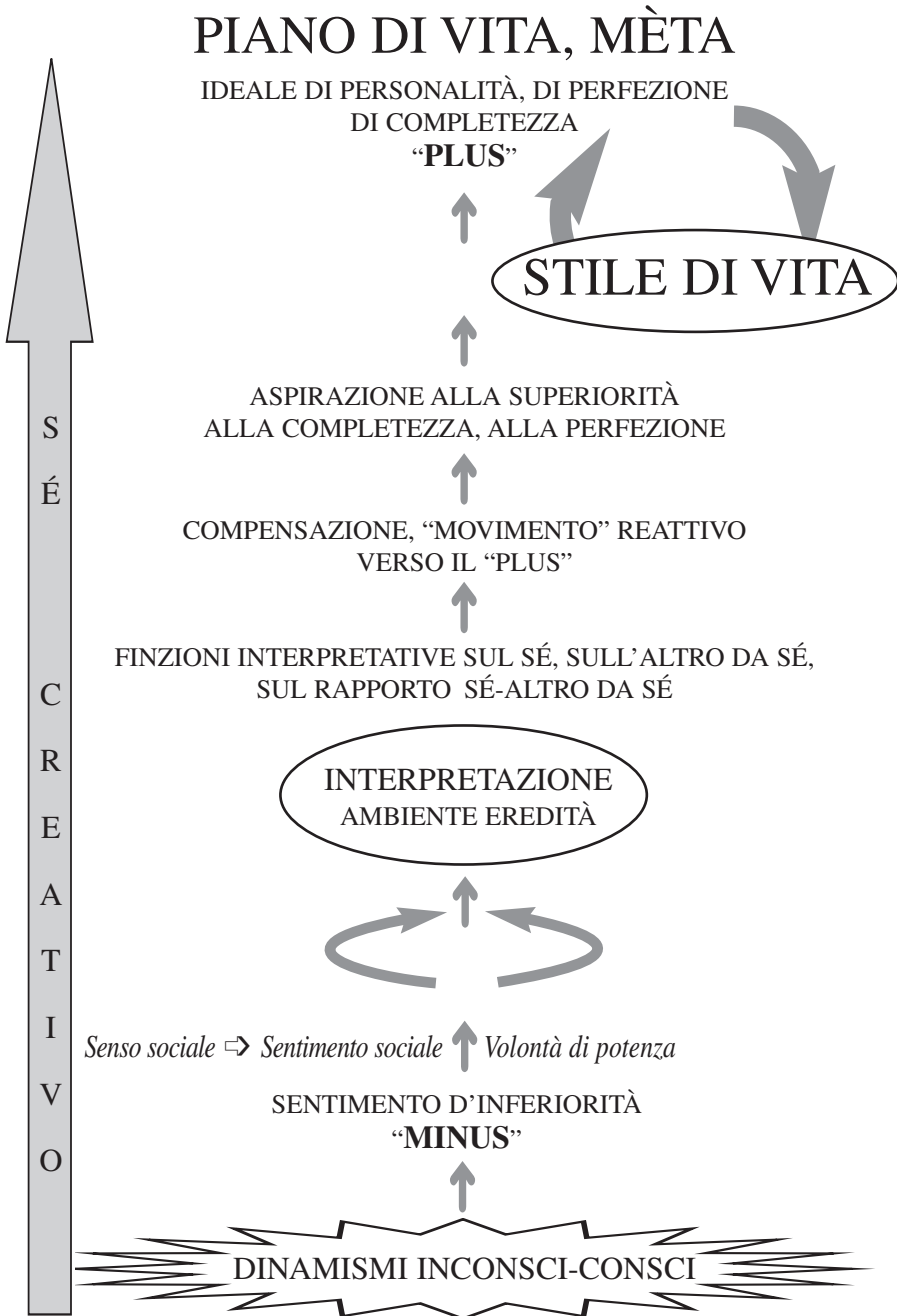 PIANO DI VITA, MÈTA
IDEALE DI PERSONALITÀ, DI PERFEZIONE
DI COMPLETEZZA
“PLUS”
STILE DI VITA
ASPIRAZIONE ALLA SUPERIORITÀ
ALLA COMPLETEZZA, ALLA PERFEZIONE
COMPENSAZIONE, “MOVIMENTO” REATTIVO
VERSO IL “PLUS”
FINZIONI INTERPRETATIVE SUL SÉ, SULL’ALTRO DA SÉ,
SUL RAPPORTO SÉ-ALTRO DA SÉ
INTERPRETAZIONE
AMBIENTE EREDITÀ
Senso sociale ➩ Sentimento sociale Volontà di potenza
SENTIMENTO D’INFERIORITÀ
“MINUS”
DINAMISMI INCONSCI-CONSCI
SÉ CREATIVO